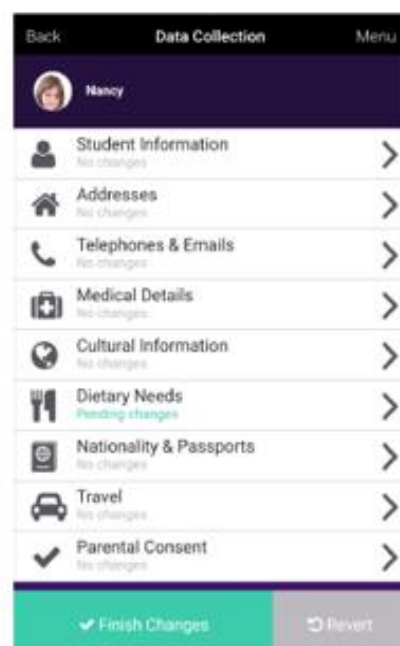 Back Data Collection Menu
Nancy
Student Information
No changes
Addresses
No changes
Telephones & Emails
No changes
Medical Details
No changes
Cultural Information
No changes
Dietary Needs
Pending changes
Nationality & Passports
No changes
Travel
No changes
Parental Consent
No changes
Finish Changes Revert